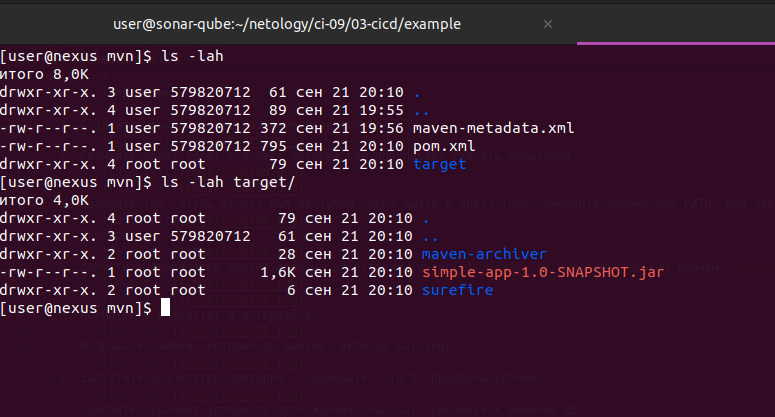 user@sonar-qube:~/netology/ci-09/03-cicd/example ×
[user@nexus mvn]$ ls -lah
итого 8,0K
drwxr-xr-x. 3 user 579820712  61 сен 21 20:10 .
drwxr-xr-x. 4 user 579820712  89 сен 21 19:55 ..
-rw-r--r--. 1 user 579820712 372 сен 21 19:56 maven-metadata.xml
-rw-r--r--. 1 user 579820712 795 сен 21 20:10 pom.xml
drwxr-xr-x. 4 root root       79 сен 21 20:10 target
[user@nexus mvn]$ ls -lah target/
итого 4,0K
drwxr-xr-x. 4 root root        79 сен 21 20:10 .
drwxr-xr-x. 3 user 579820712   61 сен 21 20:10 ..
drwxr-xr-x. 2 root root        28 сен 21 20:10 maven-archiver
-rw-r--r--. 1 root root      1,6K сен 21 20:10 simple-app-1.0-SNAPSHOT.jar
drwxr-xr-x. 2 root root         6 сен 21 20:10 surefire
[user@nexus mvn]$